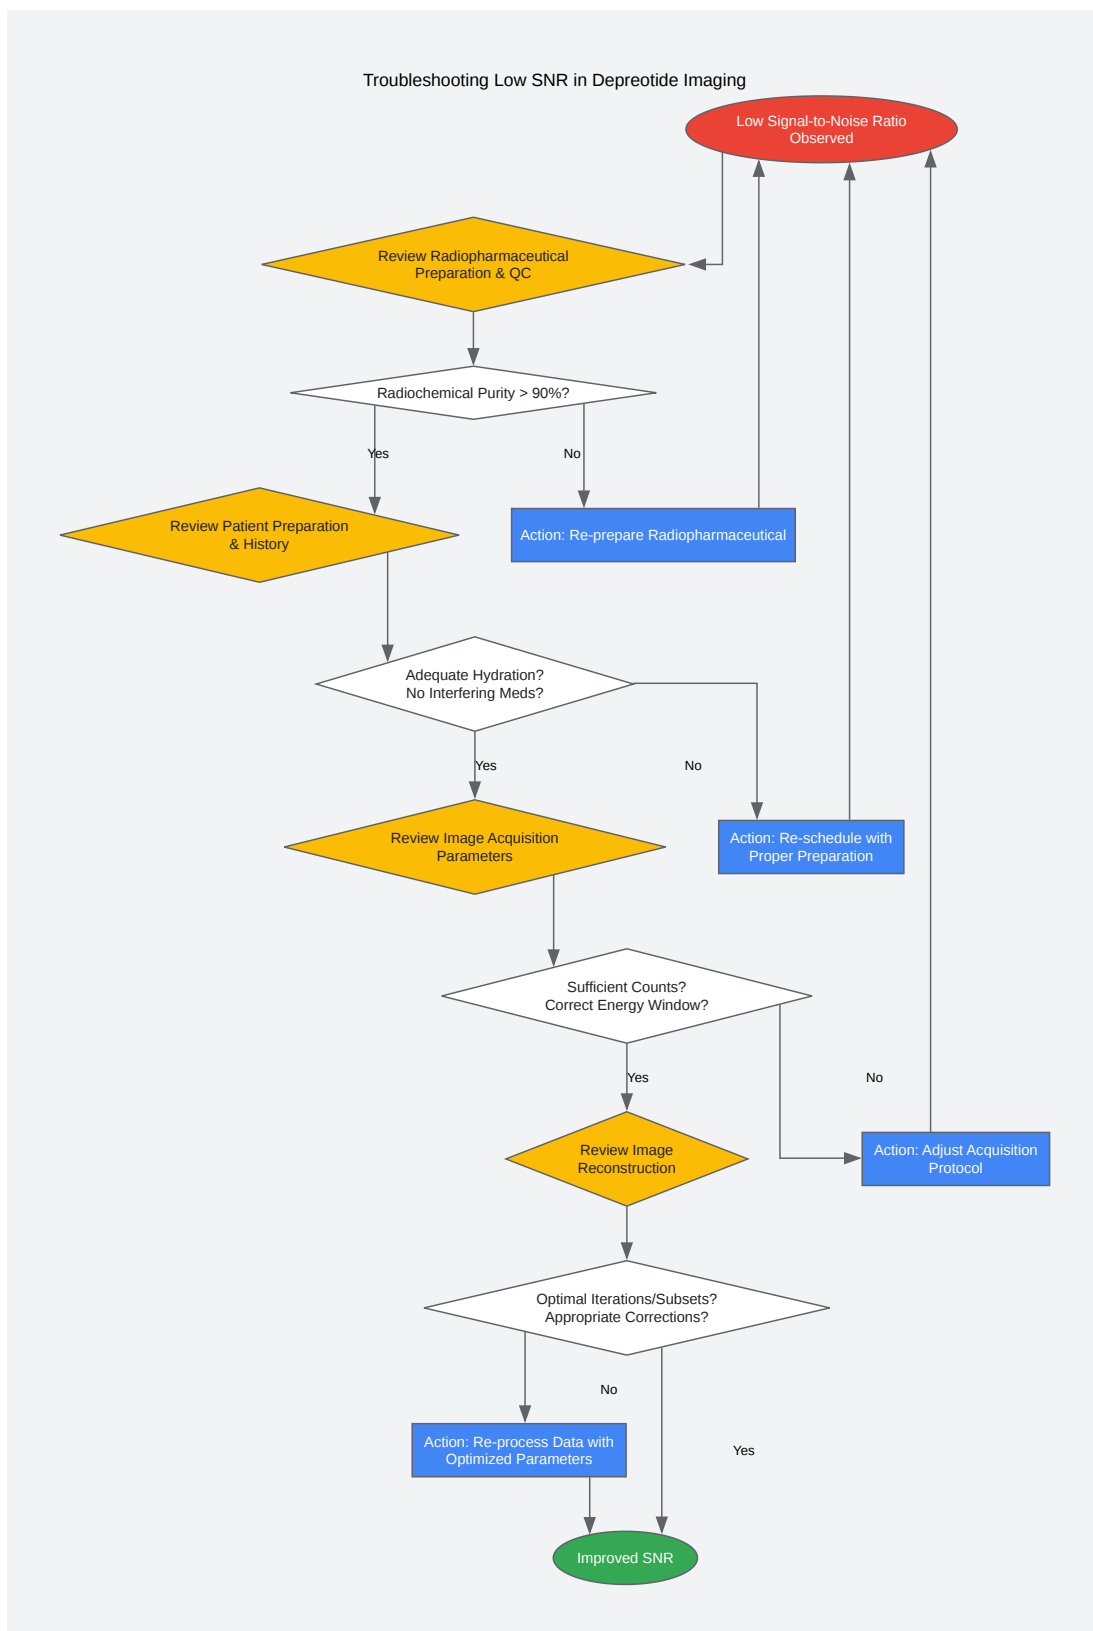 Troubleshooting Low SNR in Depreotide Imaging
Low Signal-to-Noise Ratio
Observed
Review Radiopharmaceutical
Preparation & QC
Radiochemical Purity > 90%?
Yes
No
Review Patient Preparation
& History
Action: Re-prepare Radiopharmaceutical
Adequate Hydration?
No Interfering Meds?
Yes
No
Review Image Acquisition
Parameters
Action: Re-schedule with
Proper Preparation
Sufficient Counts?
Correct Energy Window?
Yes
No
Review Image
Reconstruction
Action: Adjust Acquisition
Protocol
Optimal Iterations/Subsets?
Appropriate Corrections?
No
Yes
Action: Re-process Data with
Optimized Parameters
Improved SNR